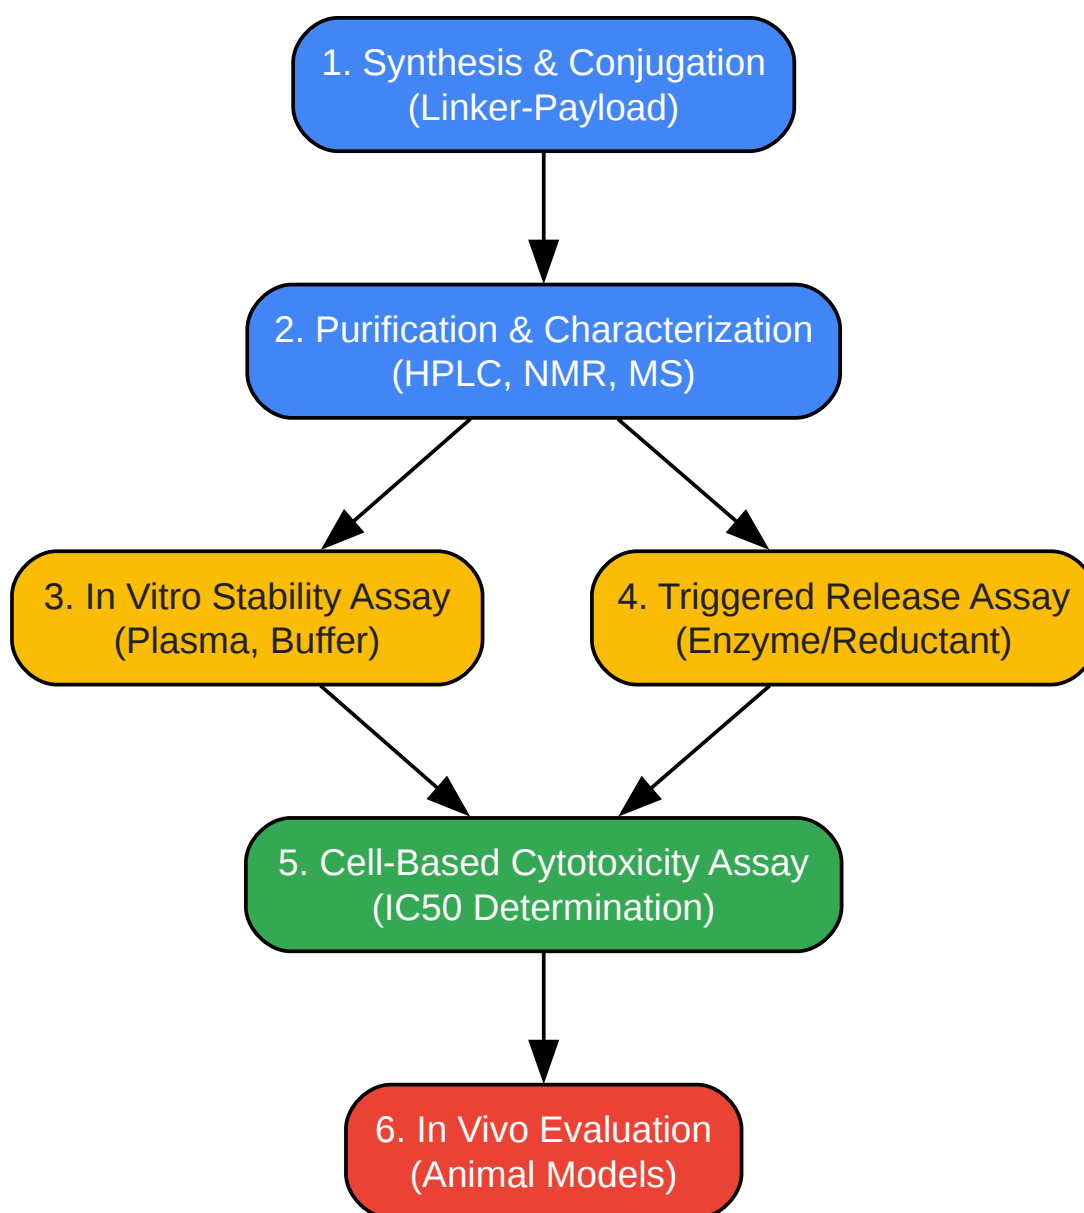 1. Synthesis & Conjugation
(Linker-Payload)
2. Purification & Characterization
(HPLC, NMR, MS)
3. In Vitro Stability Assay
(Plasma, Buffer)
4. Triggered Release Assay
(Enzyme/Reductant)
5. Cell-Based Cytotoxicity Assay
(IC50 Determination)
6. In Vivo Evaluation
(Animal Models)